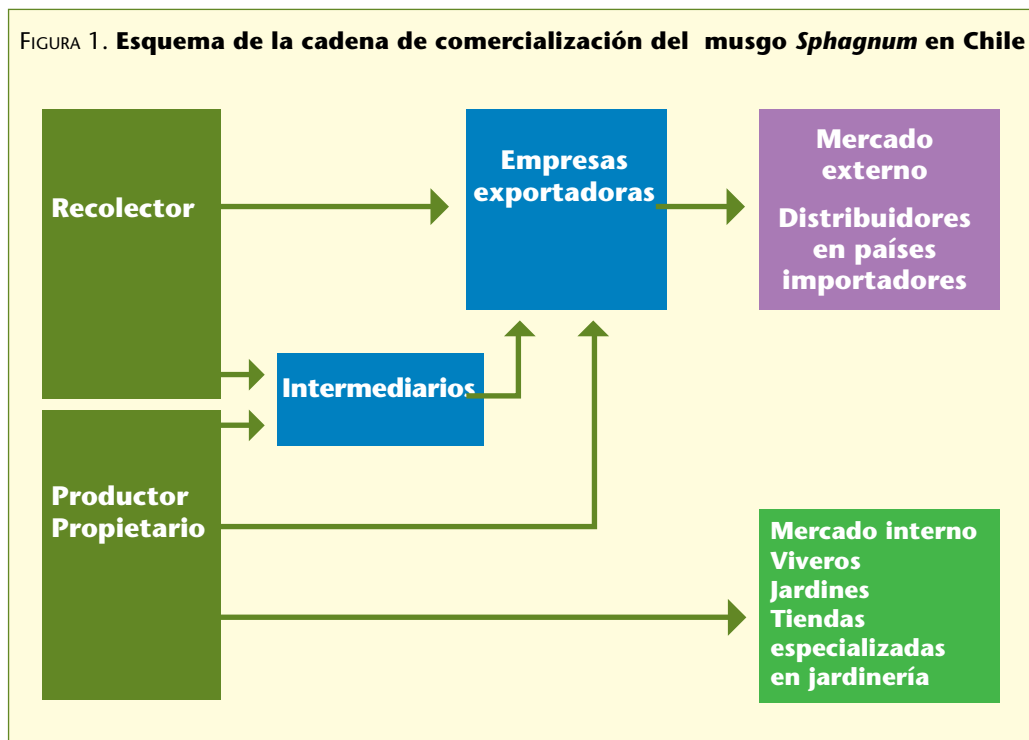 FIGURA 1. Esquema de la cadena de comercialización del musgo Sphagnum en Chile
Recolector
Empresas
exportadoras
Mercado
externo
Distribuidores
en países
importadores
Intermediarios
Productor
Propietario
Mercado interno
Viveros
Jardines
Tiendas
especializadas
en jardinería